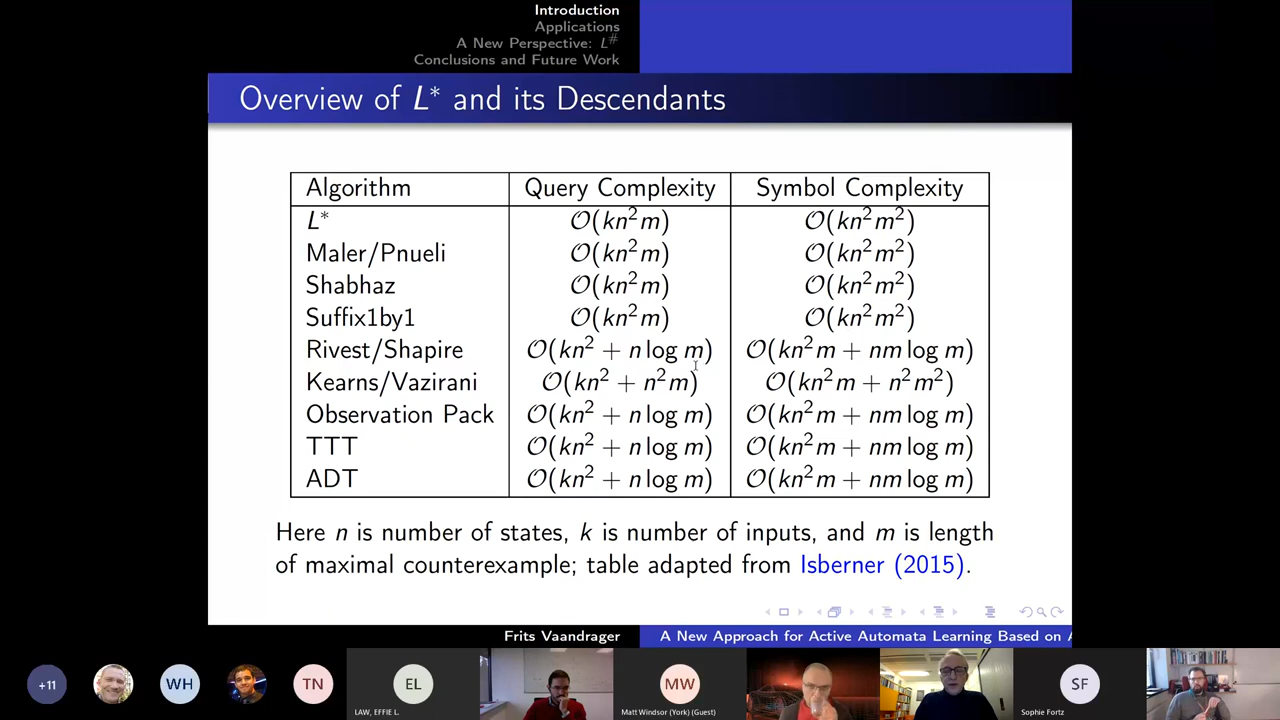 Introduction
Applications
A New Perspective: L#
Conclusions and Future Work
Overview of L* and its Descendants
Algorithm Query Complexity Symbol Complexity
L* O(kn²m) O(kn²m²)
Maler/Pnueli O(kn²m) O(kn²m²)
Shabhaz O(kn²m) O(kn²m²)
Suffix1by1 O(kn²m) O(kn²m²)
Rivest/Shapire O(kn² + n log m) O(kn²m + nm log m)
Kearns/Vazirani O(kn² + n²m) O(kn²m + n²m²)
Observation Pack O(kn² + n log m) O(kn²m + nm log m)
TTT O(kn² + n log m) O(kn²m + nm log m)
ADT O(kn² + n log m) O(kn²m + nm log m)
Here n is number of states, k is number of inputs, and m is length
of maximal counterexample; table adapted from Isberner (2015).
Frits Vaandrager A New Approach for Active Automata Learning Based on A
+11 WH TN EL MW SF
LAW, EFFIE L. Matt Windsor (York) (Guest) Sophie Fortz